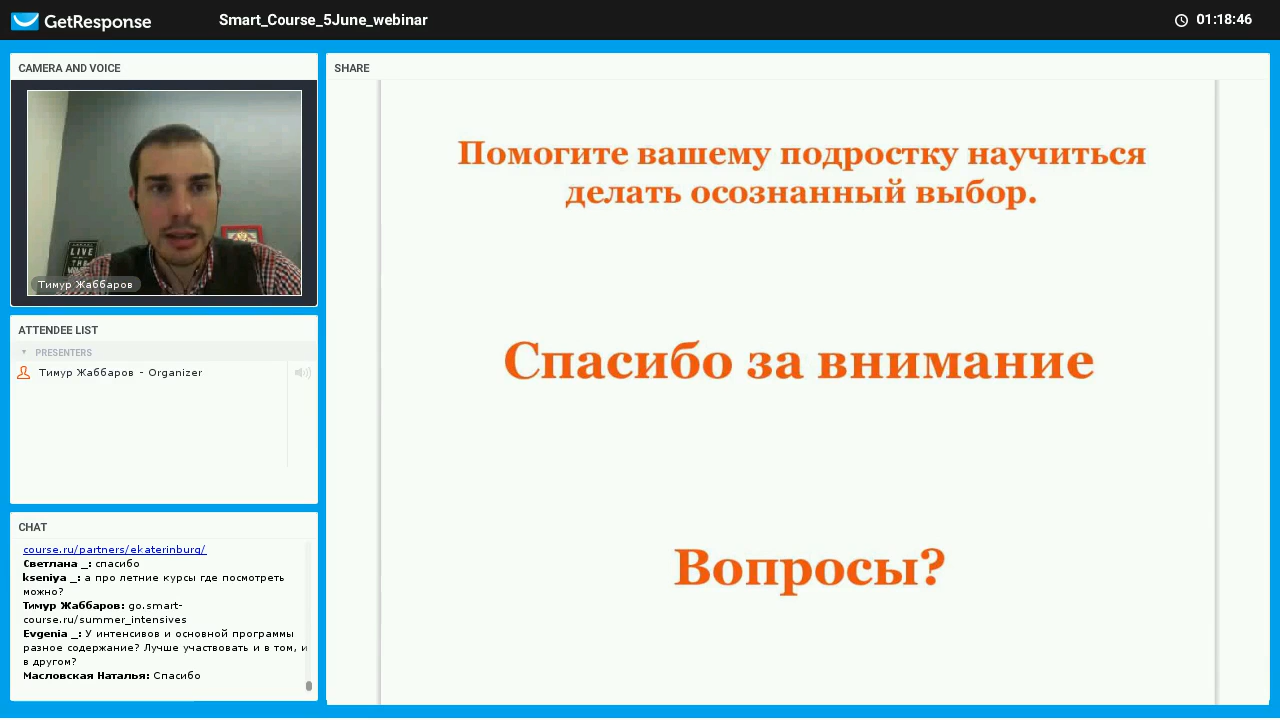 GetResponse
Smart_Course_5June_webinar
01:18:46
CAMERA AND VOICE
LIVE
THE
Тимур Жаббаров
ATTENDEE LIST
PRESENTERS
Тимур Жаббаров - Organizer
CHAT
course.ru/partners/ekaterinburg/
Светлана _: спасибо
kseniya _: а про летние курсы где посмотреть
можно?
Тимур Жаббаров: go.smart-
course.ru/summer_intensives
Evgenia _: У интенсивов и основной программы
разное содержание? Лучше участвовать и в том, и
в другом?
Масловская Наталья: Спасибо
SHARE
Помогите вашему подростку научиться
делать осознанный выбор.
Спасибо за внимание
Вопросы?